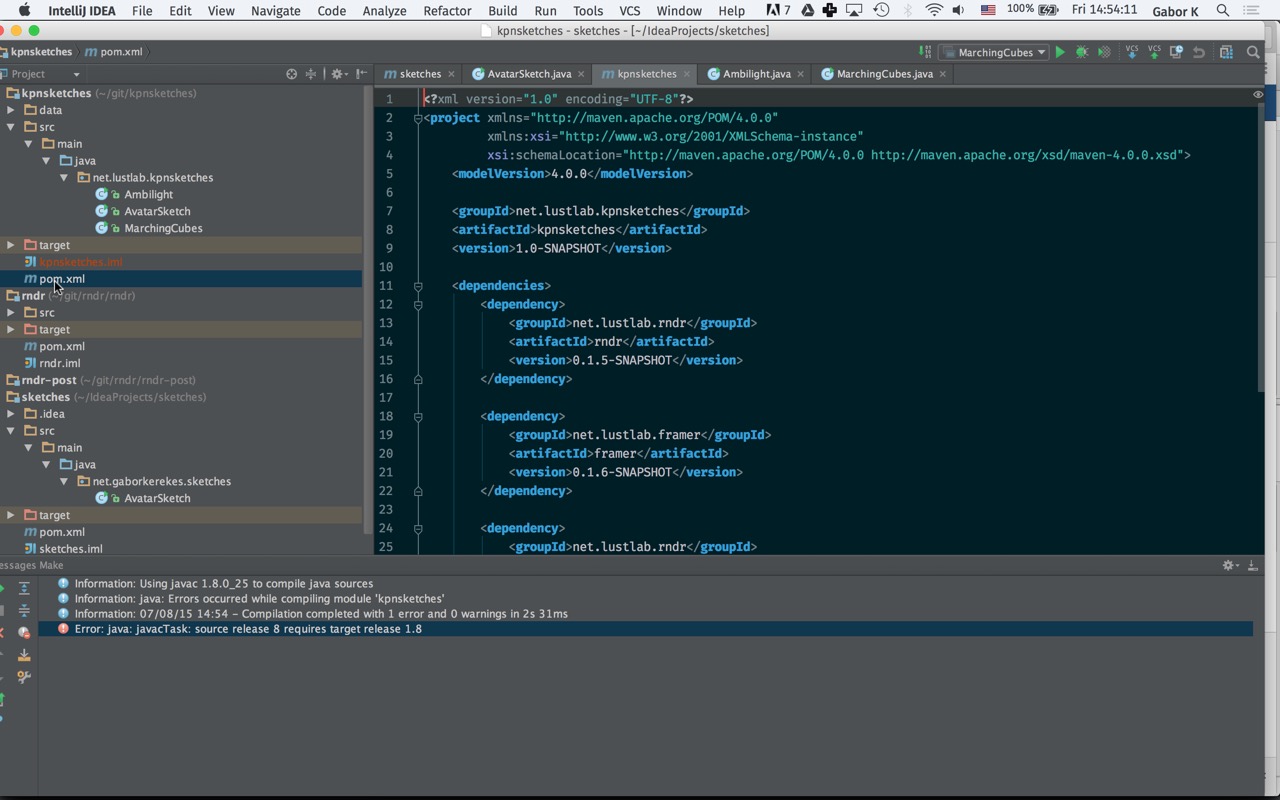 IntelliJ IDEA File Edit View Navigate Code Analyze Refactor Build Run Tools VCS Window Help 7 100% Fri 14:54:11 Gabor K
kpnsketches - sketches - [~/IdeaProjects/sketches]
kpnsketches pom.xml MarchingCubes VCS VCS
Project sketches AvatarSketch.java kpnsketches Ambilight.java MarchingCubes.java
kpnsketches (~/git/kpnsketches)
data
src
main
java
net.lustlab.kpnsketches
Ambilight
AvatarSketch
MarchingCubes
target
kpnsketches.iml
pom.xml
rndr (~/git/rndr/rndr)
src
target
pom.xml
rndr.iml
rndr-post (~/git/rndr/rndr-post)
sketches (~/IdeaProjects/sketches)
.idea
src
main
java
net.gaborkerekes.sketches
AvatarSketch
target
pom.xml
sketches.iml
1 <?xml version="1.0" encoding="UTF-8"?>
2 <project xmlns="http://maven.apache.org/POM/4.0.0"
3 xmlns:xsi="http://www.w3.org/2001/XMLSchema-instance"
4 xsi:schemaLocation="http://maven.apache.org/POM/4.0.0 http://maven.apache.org/xsd/maven-4.0.0.xsd">
5 <modelVersion>4.0.0</modelVersion>
6
7 <groupId>net.lustlab.kpnsketches</groupId>
8 <artifactId>kpnsketches</artifactId>
9 <version>1.0-SNAPSHOT</version>
10
11 <dependencies>
12 <dependency>
13 <groupId>net.lustlab.rndr</groupId>
14 <artifactId>rndr</artifactId>
15 <version>0.1.5-SNAPSHOT</version>
16 </dependency>
17
18 <dependency>
19 <groupId>net.lustlab.framer</groupId>
20 <artifactId>framer</artifactId>
21 <version>0.1.6-SNAPSHOT</version>
22 </dependency>
23
24 <dependency>
25 <groupId>net.lustlab.rndr</groupId>
essages Make
Information: Using javac 1.8.0_25 to compile java sources
Information: java: Errors occurred while compiling module 'kpnsketches'
Information: 07/08/15 14:54 – Compilation completed with 1 error and 0 warnings in 2s 31ms
Error: java: javacTask: source release 8 requires target release 1.8